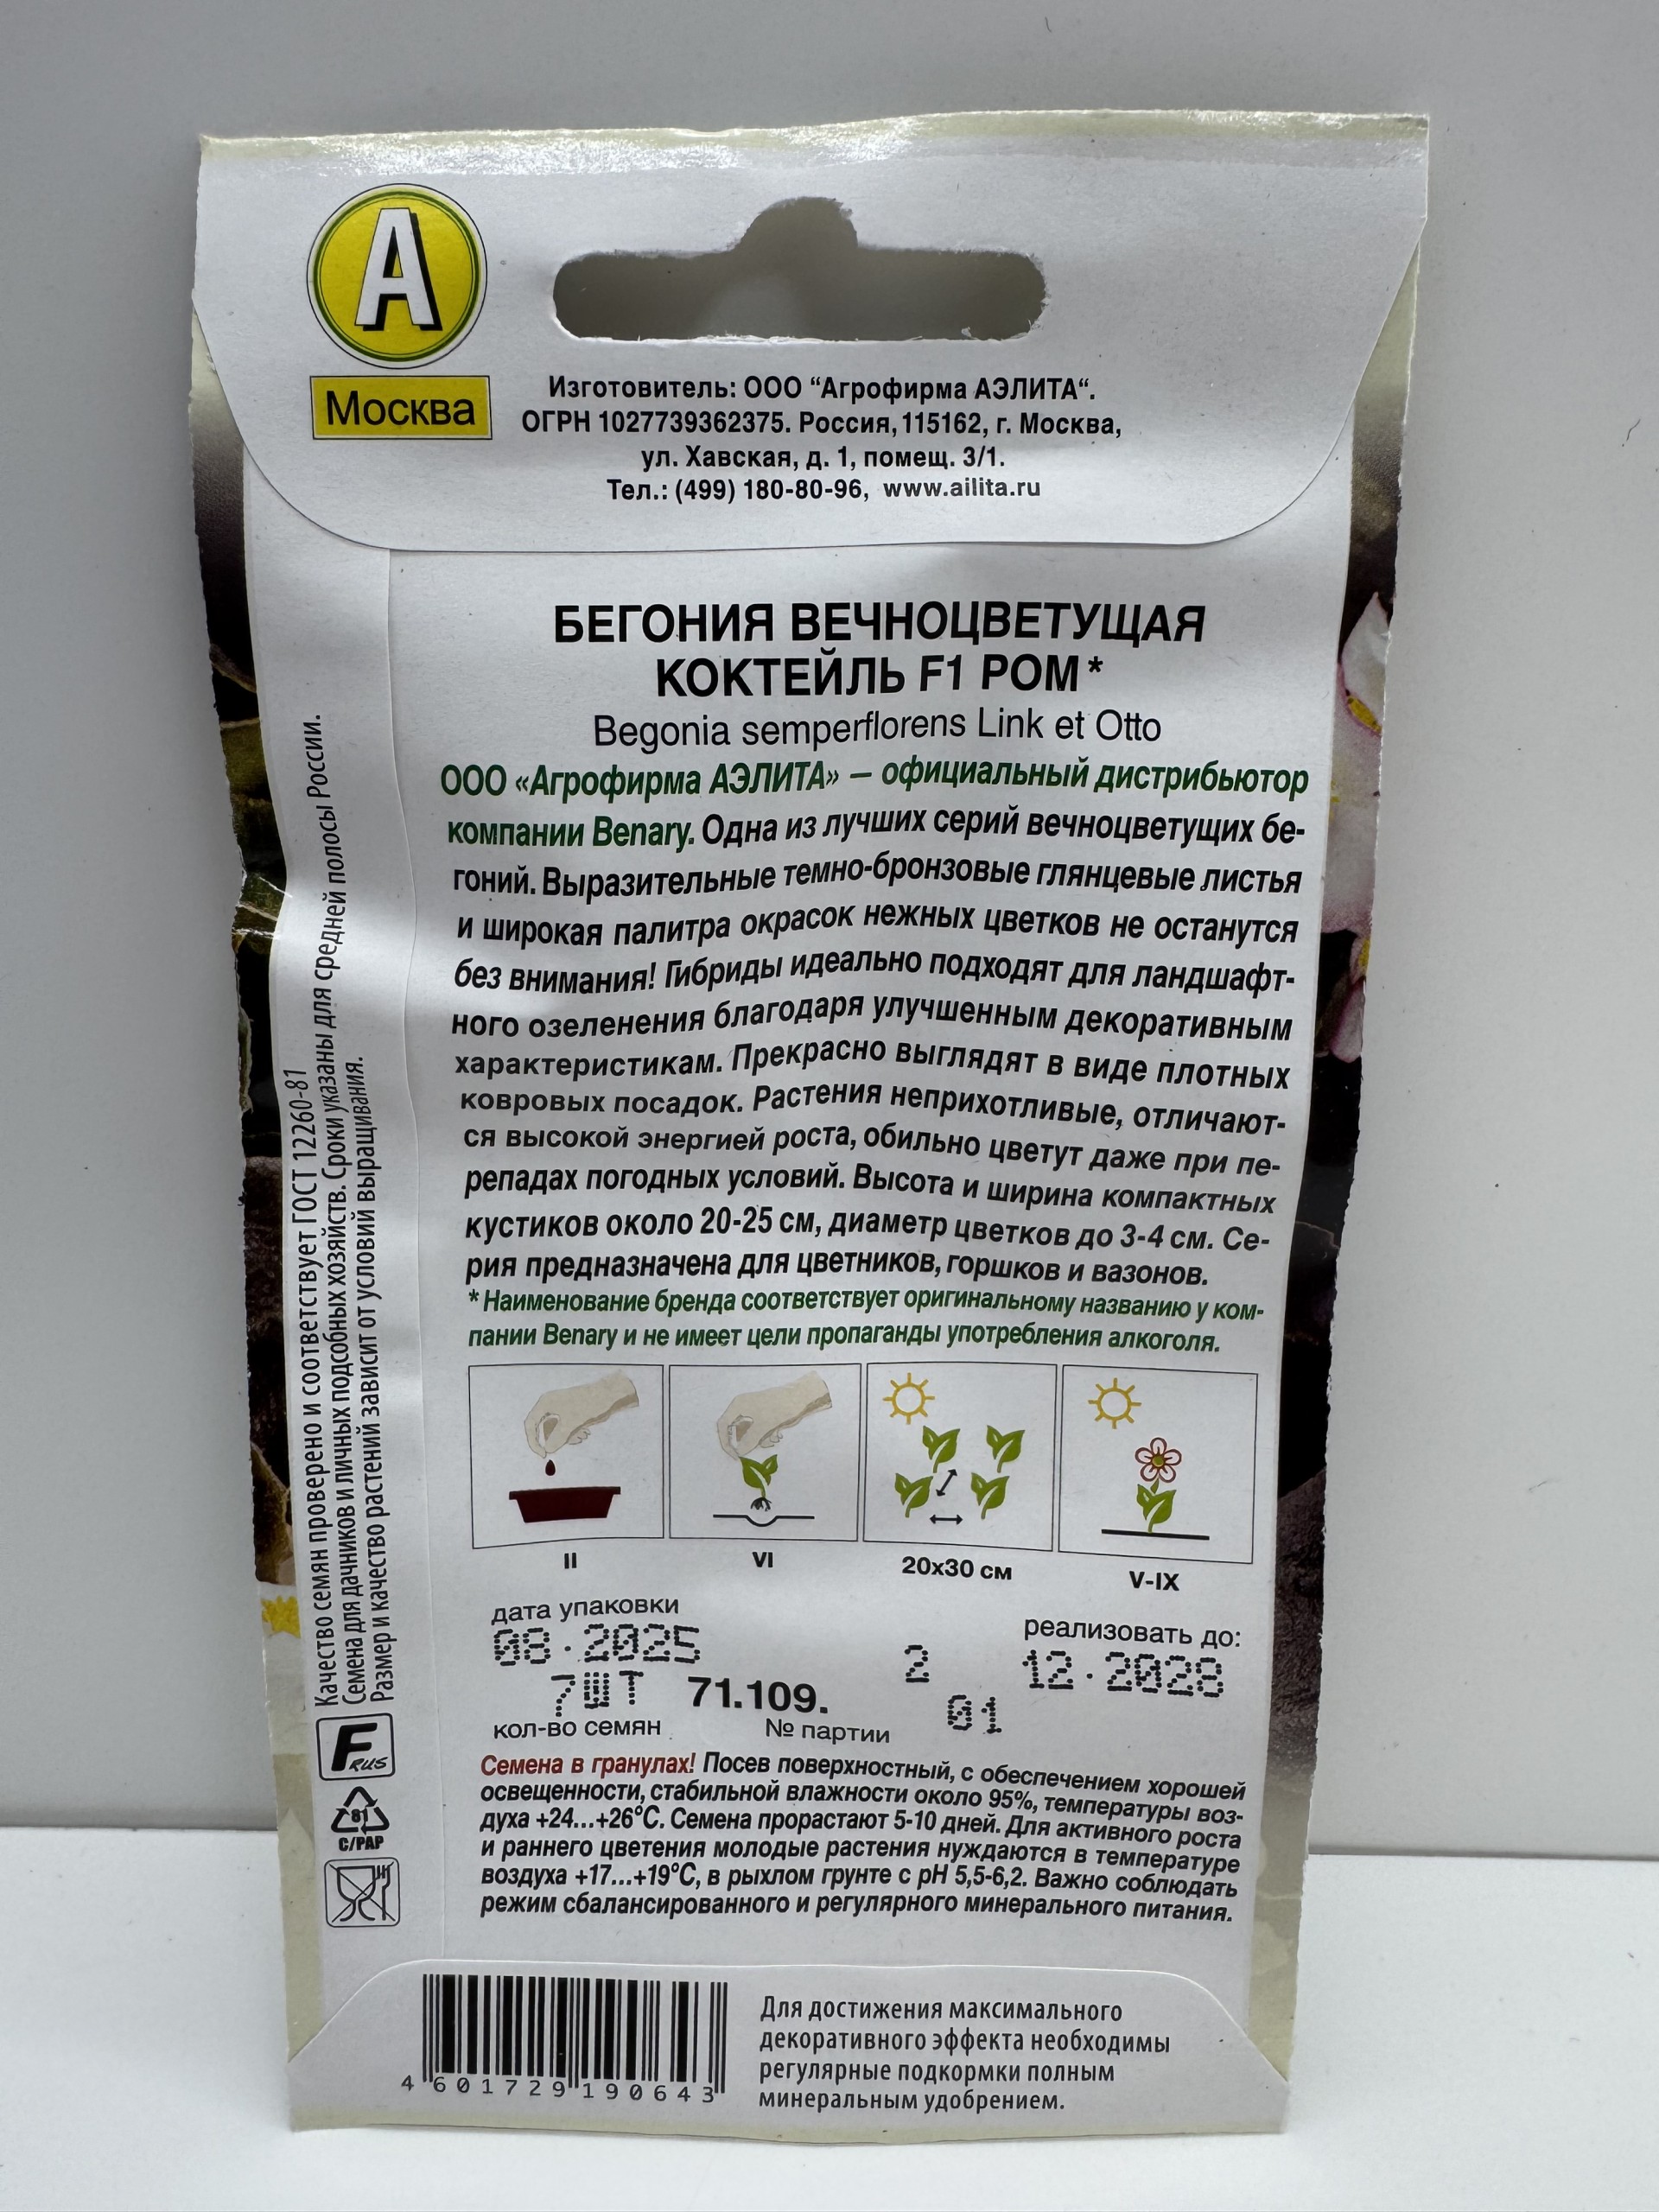 А
Москва
Изготовитель: ООО “Агрофирма АЭЛИТА“.
ОГРН 1027739362375. Россия, 115162, г. Москва,
ул. Хавская, д. 1, помещ. 3/1.
Тел.: (499) 180-80-96, www.ailita.ru
БЕГОНИЯ ВЕЧНОЦВЕТУЩАЯ
КОКТЕЙЛЬ F1 РОМ*
Begonia semperflorens Link et Otto
ООО «Агрофирма АЭЛИТА» – официальный дистрибьютор
компании Benary. Одна из лучших серий вечноцветущих бе-
гоний. Выразительные темно-бронзовые глянцевые листья
и широкая палитра окрасок нежных цветков не останутся
без внимания! Гибриды идеально подходят для ландшафт-
ного озеленения благодаря улучшенным декоративным
характеристикам. Прекрасно выглядят в виде плотных
ковровых посадок. Растения неприхотливые, отличают-
ся высокой энергией роста, обильно цветут даже при пе-
репадах погодных условий. Высота и ширина компактных
кустиков около 20-25 см, диаметр цветков до 3-4 см. Се-
рия предназначена для цветников, горшков и вазонов.
* Наименование бренда соответствует оригинальному названию у ком-
пании Benary и не имеет цели пропаганды употребления алкоголя.
II
VI
20х30 см
V-IX
дата упаковки
08.2025
реализовать до:
12.2028
7ШТ
71.109.
2
01
кол-во семян
№ партии
Семена в гранулах! Посев поверхностный, с обеспечением хорошей
освещенности, стабильной влажности около 95%, температуры воз-
духа +24...+26°С. Семена прорастают 5-10 дней. Для активного роста
и раннего цветения молодые растения нуждаются в температуре
воздуха +17...+19°С, в рыхлом грунте с pH 5,5-6,2. Важно соблюдать
режим сбалансированного и регулярного минерального питания.
Качество семян проверено и соответствует ГОСТ 12260-81
Семена для дачников и личных подсобных хозяйств. Сроки указаны для средней полосы России.
Размер и качество растений зависит от условий выращивания.
F RUS
81
C/PAP
4 601729 190643
Для достижения максимального
декоративного эффекта необходимы
регулярные подкормки полным
минеральным удобрением.